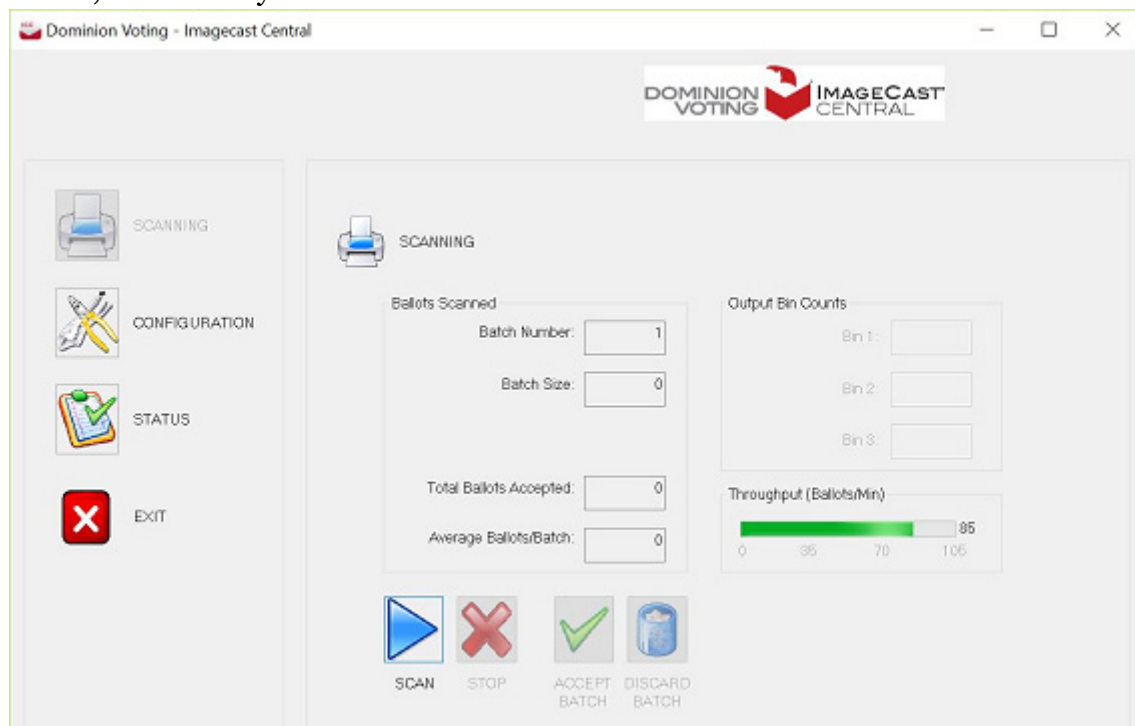 Dominion Voting - Imagecast Central
DOMINION VOTING IMAGECAST CENTRAL
SCANNING
CONFIGURATION
STATUS
EXIT
SCANNING
Ballots Scanned
Batch Number: 1
Batch Size: 0
Total Ballots Accepted: 0
Average Ballots/Batch: 0
Output Bin Counts
Bin 1:
Bin 2:
Bin 3:
Throughput (Ballots/Min)
85
0 35 70 105
SCAN STOP ACCEPT BATCH DISCARD BATCH